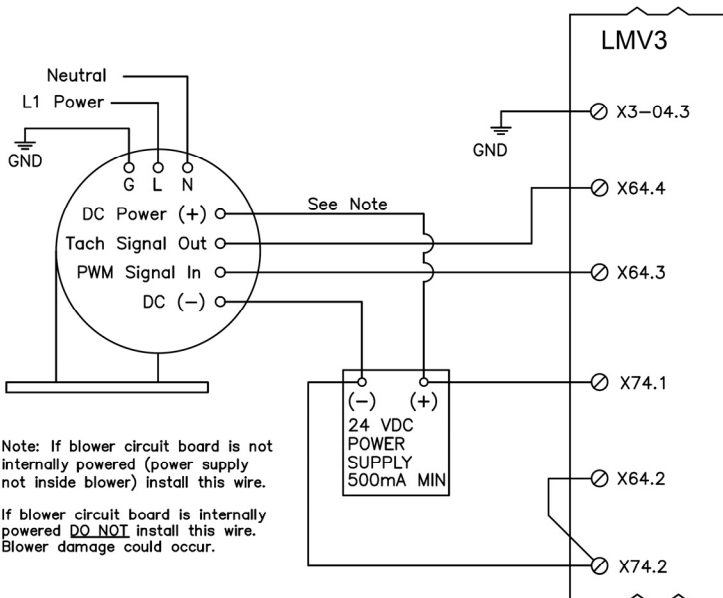 LMV3
Neutral
L1 Power
GND
G L N
X3-04.3
GND
X64.4
DC Power (+)
See Note
Tach Signal Out
PWM Signal In
X64.3
DC (-)
X74.1
(-) (+)
24 VDC
POWER
SUPPLY
500mA MIN
X64.2
X74.2
Note: If blower circuit board is not
internally powered (power supply
not inside blower) install this wire.
If blower circuit board is internally
powered DO NOT install this wire.
Blower damage could occur.